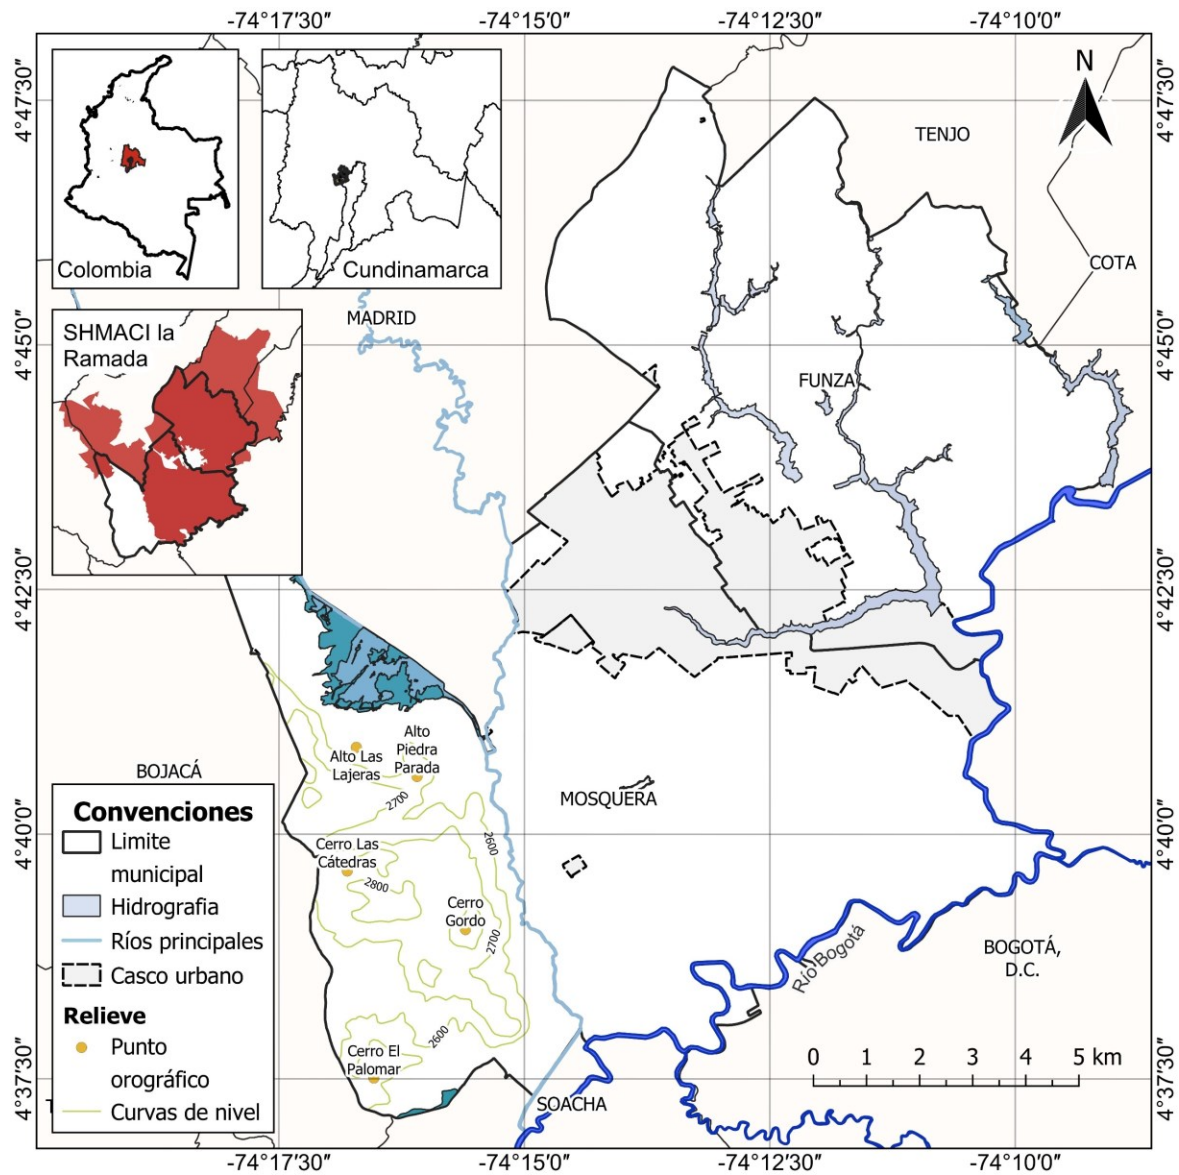 -74°17'30"
-74°15'0"
-74°12'30"
-74°10'0"
4°47'30"
4°45'0"
4°42'30"
4°40'0"
4°37'30"
4°47'30"
4°45'0"
4°42'30"
4°40'0"
4°37'30"
N
Colombia
Cundinamarca
SHMACI la
Ramada
TENJO
COTA
MADRID
FUNZA
Alto Las
Lajeras
Alto
Piedra
Parada
2700
BOJACÁ
MOSQUERA
2600
Cerro Las
Cátedras
2800
Cerro
Gordo
2700
BOGOTÁ,
D.C.
Río Bogotá
2600
Cerro El
Palomar
SOACHA
Convenciones
Limite
municipal
Hidrografia
Ríos principales
Casco urbano
Relieve
Punto
orográfico
Curvas de nivel
0 1 2 3 4 5 km
-74°17'30"
-74°15'0"
-74°12'30"
-74°10'0"